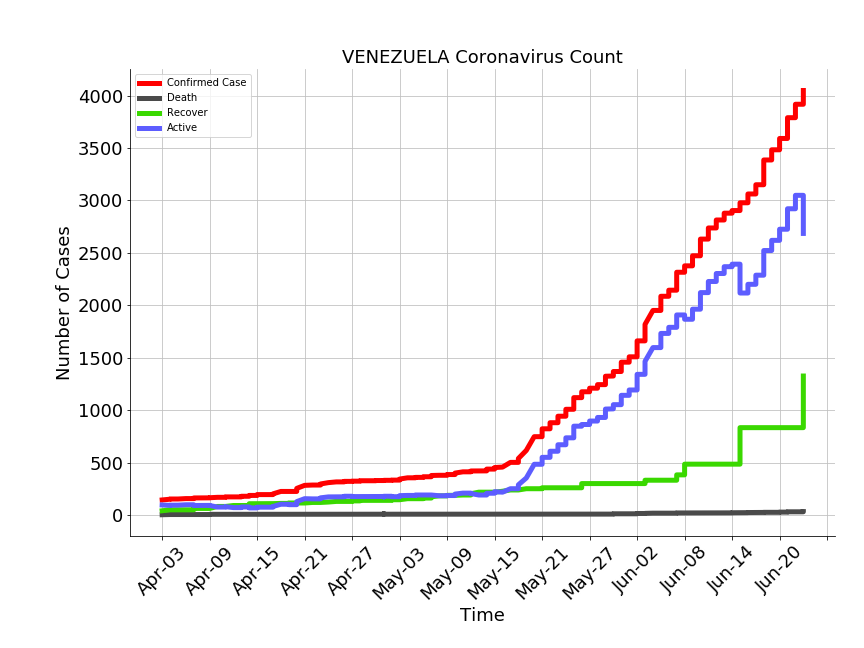 VENEZUELA Coronavirus Count
Confirmed Case
Death
Recover
Active
Number of Cases
4000
3500
3000
2500
2000
1500
1000
500
0
Apr-03
Apr-09
Apr-15
Apr-21
Apr-27
May-03
May-09
May-15
May-21
May-27
Jun-02
Jun-08
Jun-14
Jun-20
Time